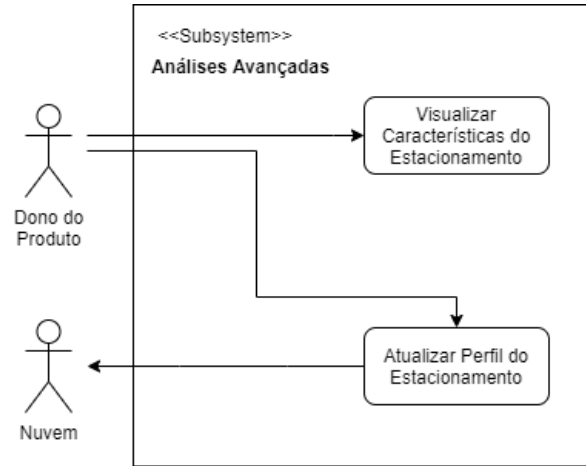 <<Subsystem>>
Análises Avançadas
Visualizar
Características do
Estacionamento
Dono do
Produto
Atualizar Perfil do
Estacionamento
Nuvem